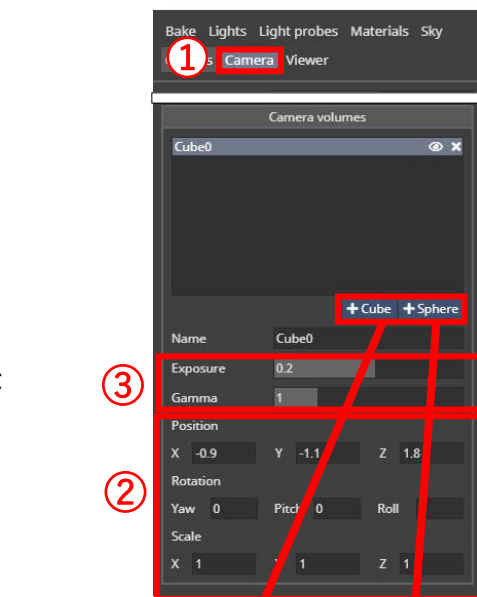 Bake Lights Light probes Materials Sky
① s Camera Viewer
Camera volumes
Cube0
+ Cube + Sphere
Name Cube0
③
Exposure 0.2
Gamma 1
②
Position
X -0.9 Y -1.1 Z 1.8
Rotation
Yaw 0 Pitch 0 Roll
Scale
X 1 1 Z 1